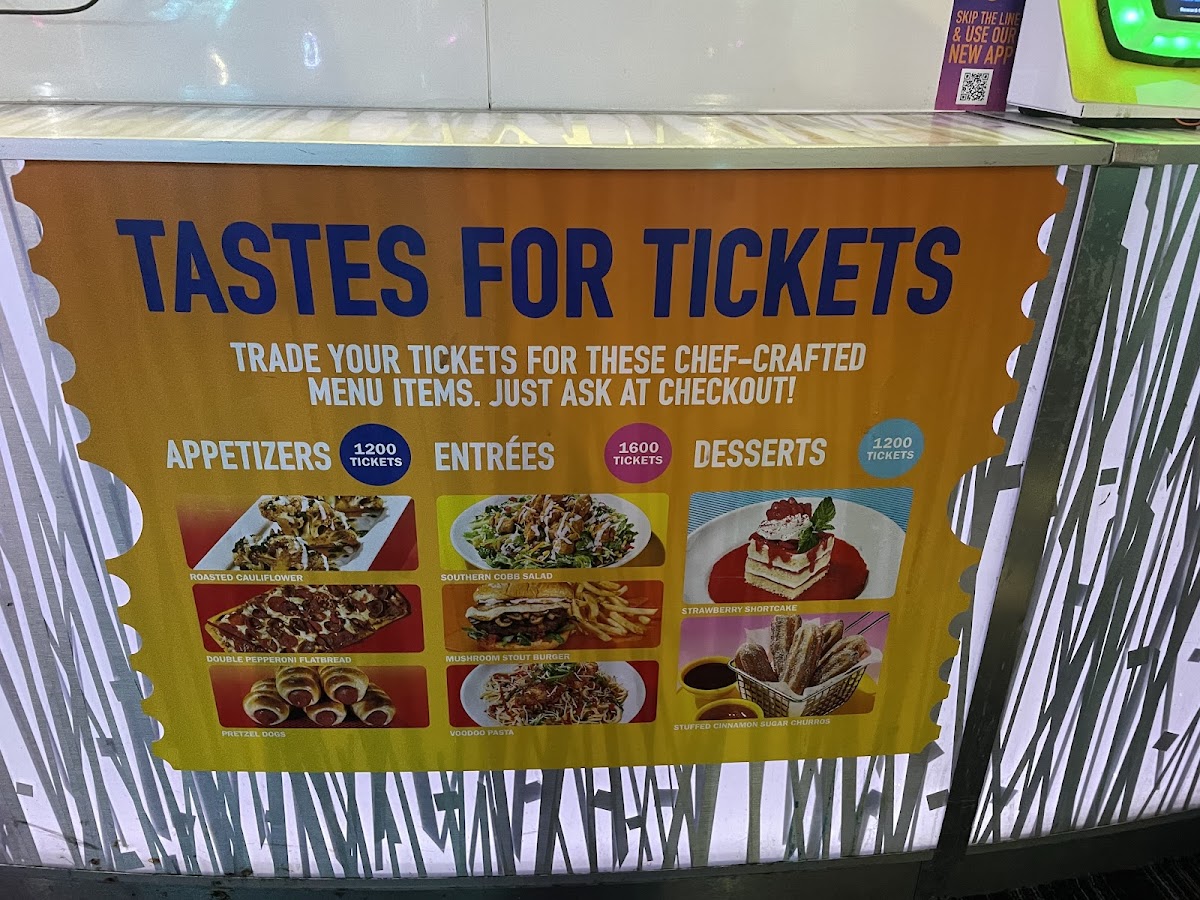 SKIP THE LINE
& USE OUR
NEW APP
TASTES FOR TICKETS
TRADE YOUR TICKETS FOR THESE CHEF-CRAFTED
MENU ITEMS. JUST ASK AT CHECKOUT!
APPETIZERS
1200
TICKETS
ROASTED CAULIFLOWER
DOUBLE PEPPERONI FLATBREAD
PRETZEL DOGS
ENTRÉES
1600
TICKETS
SOUTHERN COBB SALAD
MUSHROOM STOUT BURGER
VOODOO PASTA
DESSERTS
1200
TICKETS
STRAWBERRY SHORTCAKE
STUFFED CINNAMON SUGAR CHURROS